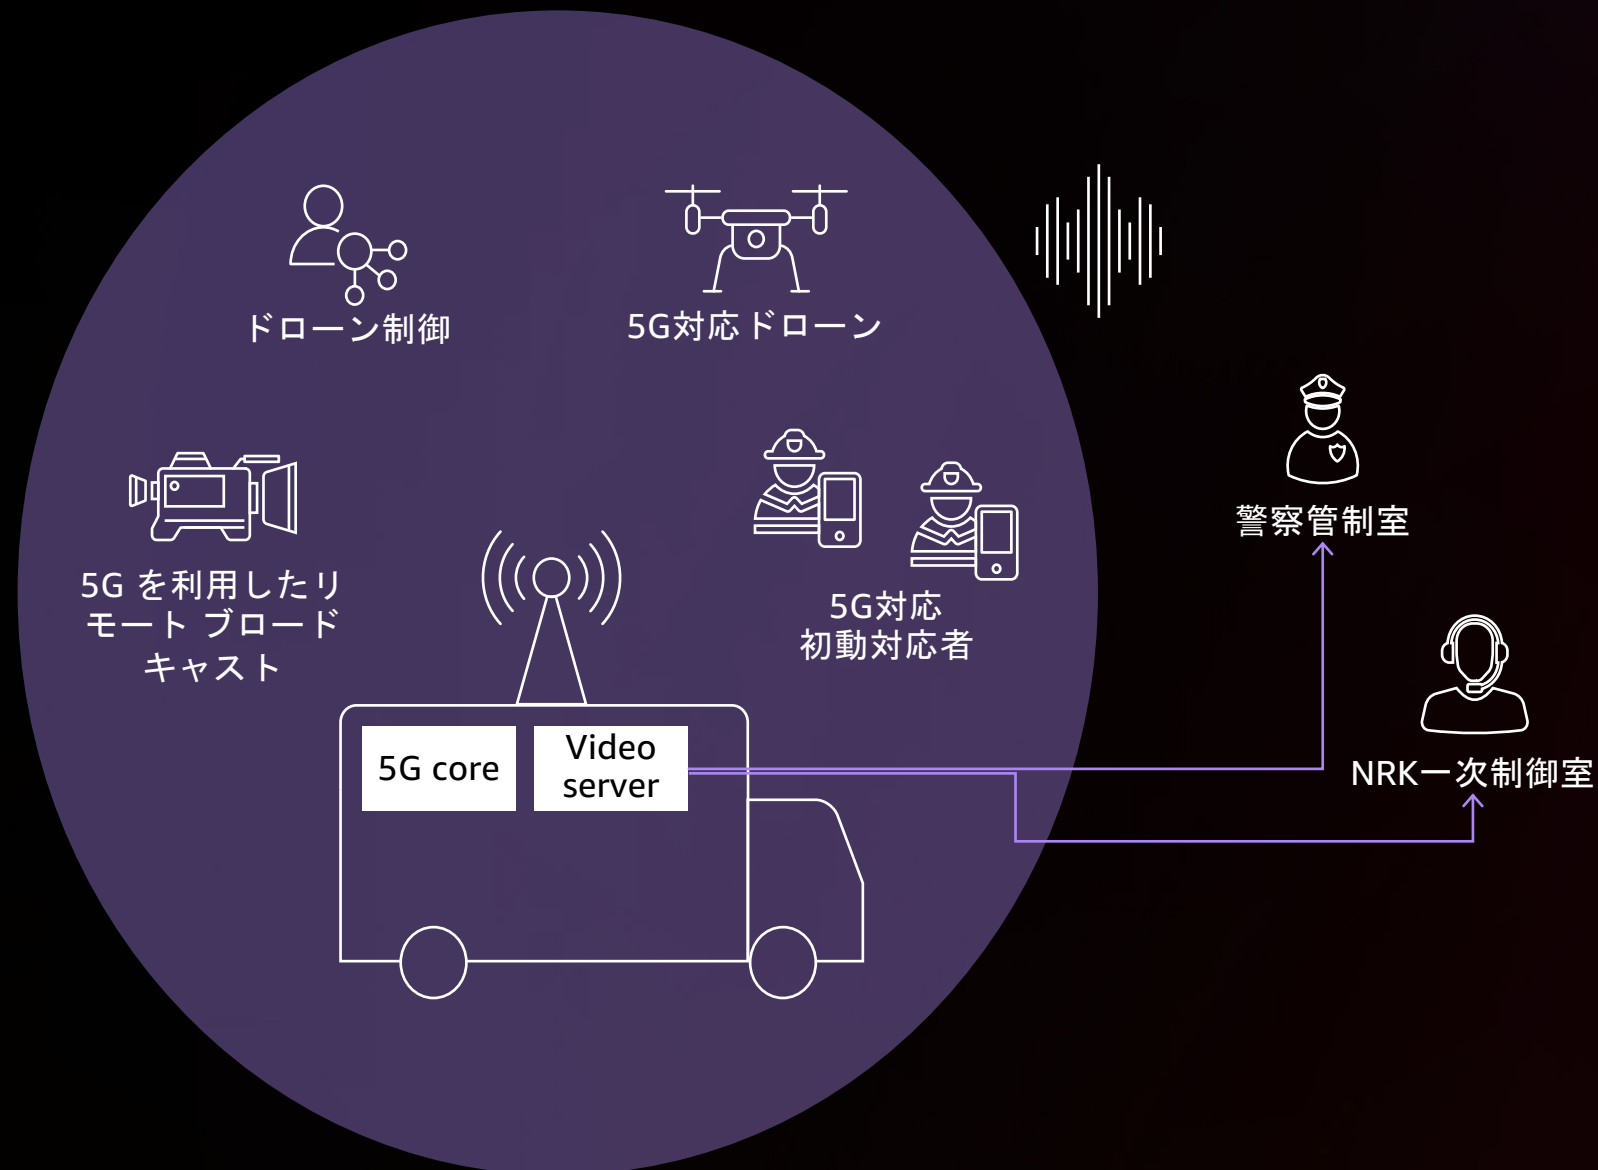 ドローン制御
5G対応ドローン
警察管制室
5G を利用したリ
モート ブロード
キャスト
5G対応
初動対応者
5G core
Video
server
NRK一次制御室